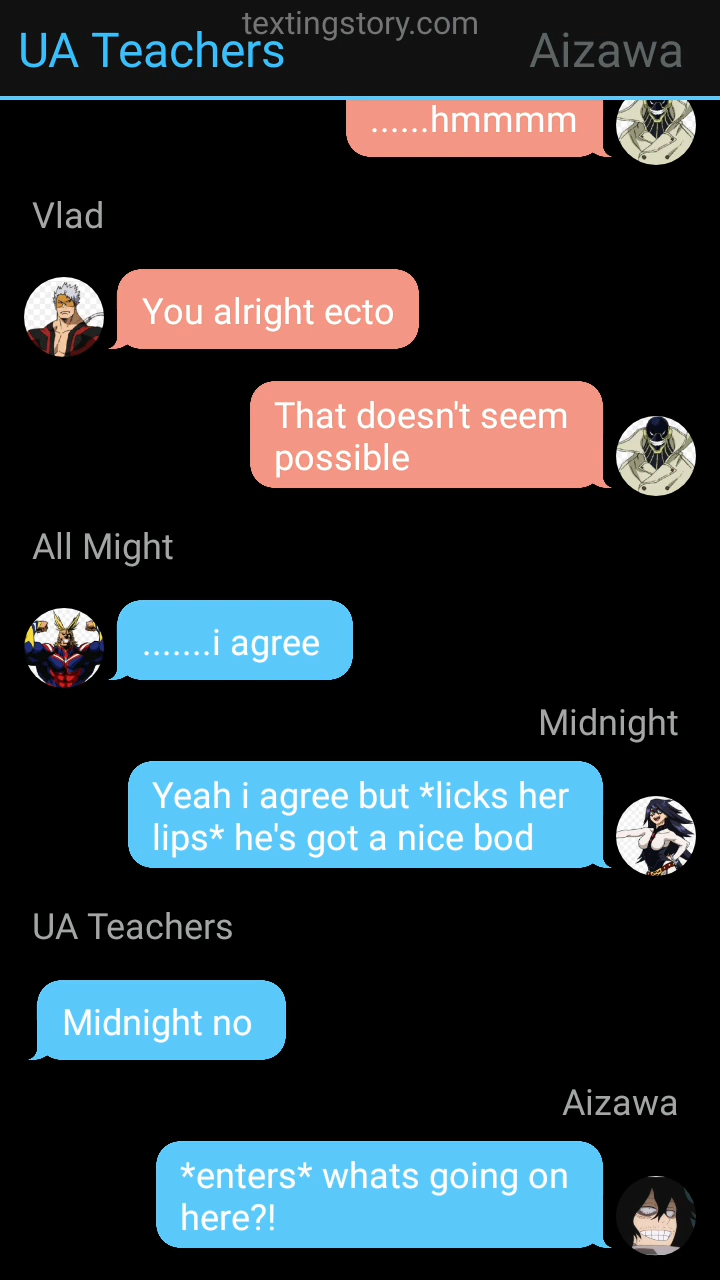 textingstory.com
UA Teachers
Aizawa
......hmmmm
Vlad
You alright ecto
That doesn't seem
possible
All Might
.......i agree
Midnight
Yeah i agree but *licks her
lips* he's got a nice bod
UA Teachers
Midnight no
Aizawa
*enters* whats going on
here?!